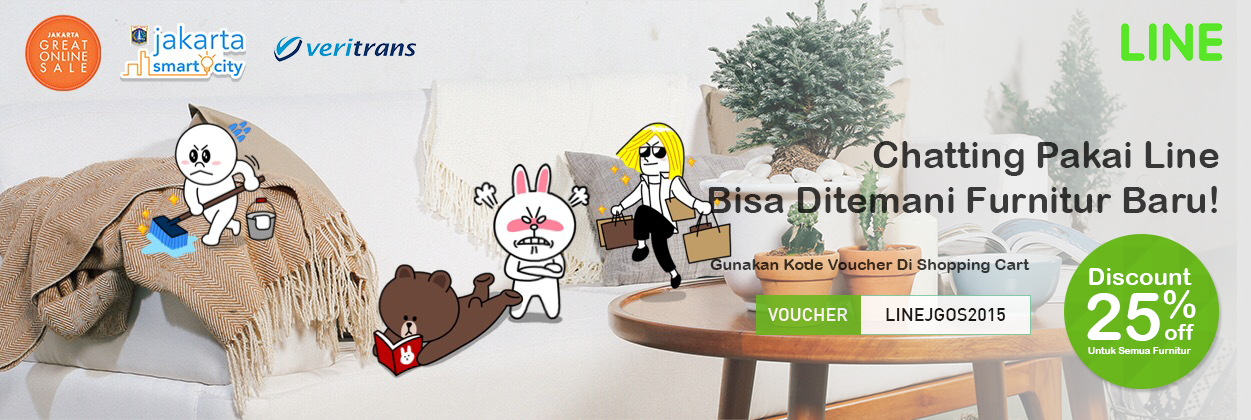 JAKARTA
GREAT
ONLINE
SALE
jakarta
smart city
veritrans
LINE
Chatting Pakai Line
Bisa Ditemani Furnitur Baru!
Gunakan Kode Voucher Di Shopping Cart
VOUCHER LINEJGOS2015
Discount
25%
off
Untuk Semua Furnitur